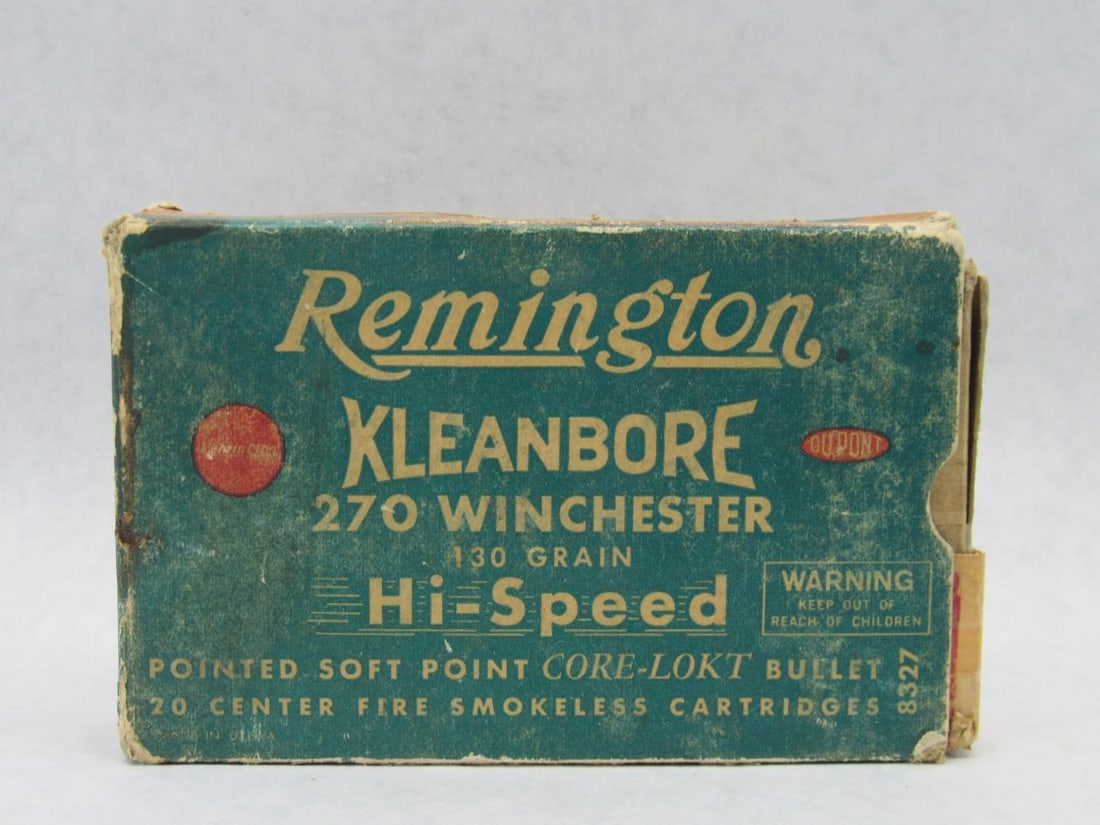 Remington
Remington
KLEANBORE
DUPONT
270 WINCHESTER
130 GRAIN
Hi-Speed
WARNING
KEEP OUT OF
REACH OF CHILDREN
POINTED SOFT POINT CORE-LOKT BULLET
20 CENTER FIRE SMOKELESS CARTRIDGES
8327
MADE IN U.S.A.